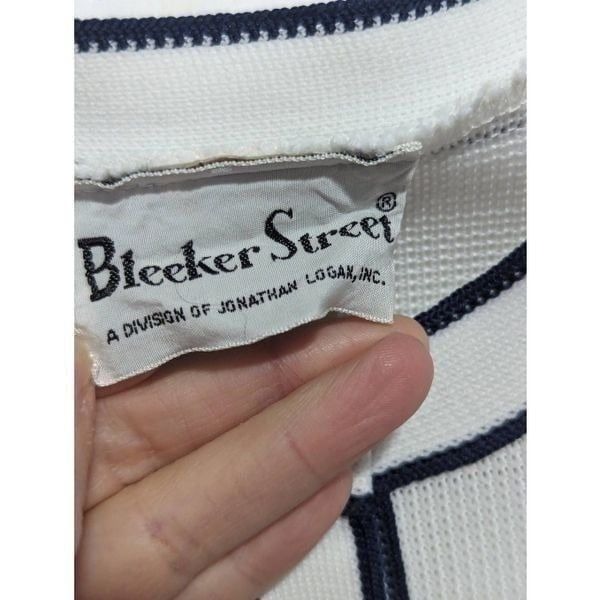 Bleeker Street®
A DIVISION OF JONATHAN LOGAN, INC.